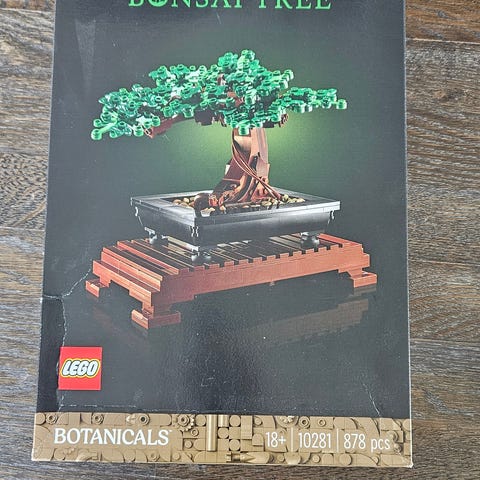 BONSAI TREE
LEGO
BOTANICALS
18+ 10281 878 pcs